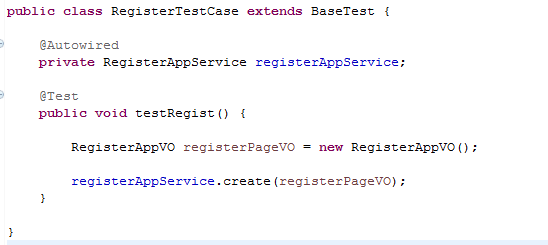 public class RegisterTestCase extends BaseTest {
@Autowired
private RegisterAppService registerAppService;
@Test
public void testRegist() {
RegisterAppVO registerPageVO = new RegisterAppVO();
registerAppService.create(registerPageVO);
}
}